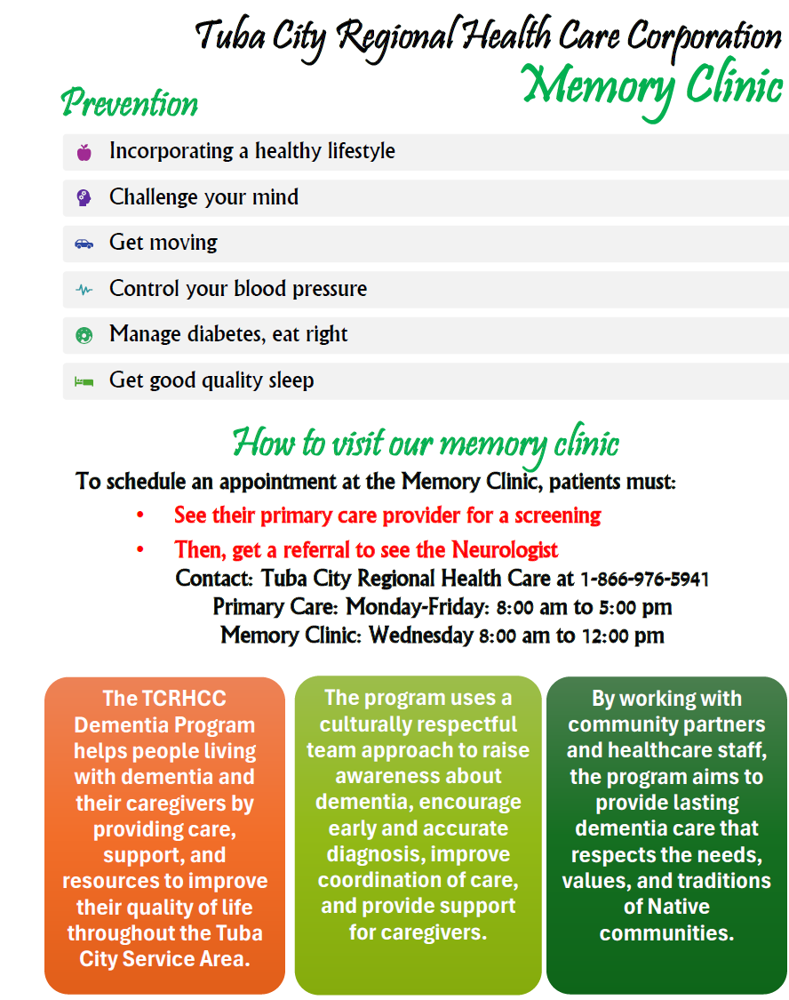 Tuba City Regional Health Care Corporation
Memory Clinic
Prevention
Incorporating a healthy lifestyle
Challenge your mind
Get moving
Control your blood pressure
Manage diabetes, eat right
Get good quality sleep
How to visit our memory clinic
To schedule an appointment at the Memory Clinic, patients must:
• See their primary care provider for a screening
• Then, get a referral to see the Neurologist
Contact: Tuba City Regional Health Care at 1-866-976-5941
Primary Care: Monday-Friday: 8:00 am to 5:00 pm
Memory Clinic: Wednesday 8:00 am to 12:00 pm
The TCRHCC
Dementia Program
helps people living
with dementia and
their caregivers by
providing care,
support, and
resources to improve
their quality of life
throughout the Tuba
City Service Area.
The program uses a
culturally respectful
team approach to raise
awareness about
dementia, encourage
early and accurate
diagnosis, improve
coordination of care,
and provide support
for caregivers.
By working with
community partners
and healthcare staff,
the program aims to
provide lasting
dementia care that
respects the needs,
values, and traditions
of Native
communities.